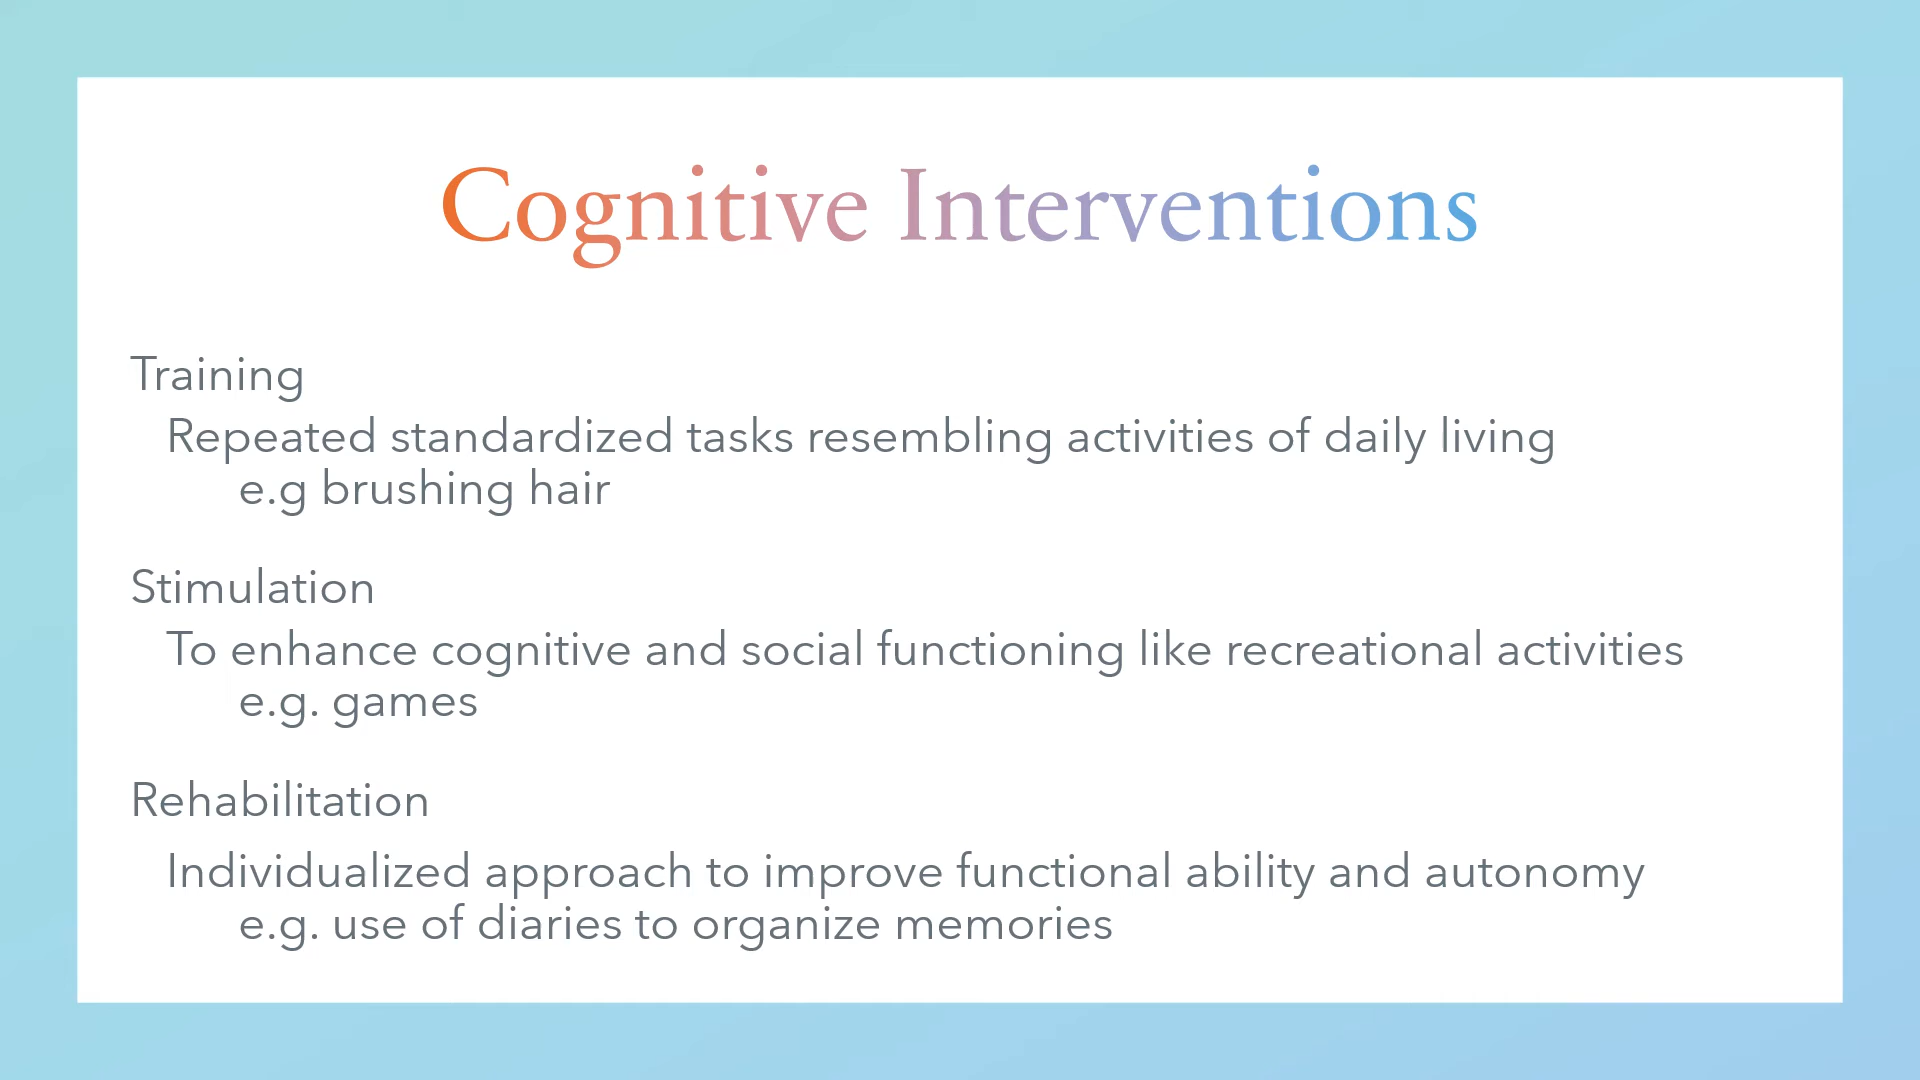 Cognitive Interventions
Training
Repeated standardized tasks resembling activities of daily living
e.g brushing hair
Stimulation
To enhance cognitive and social functioning like recreational activities
e.g. games
Rehabilitation
Individualized approach to improve functional ability and autonomy
e.g. use of diaries to organize memories